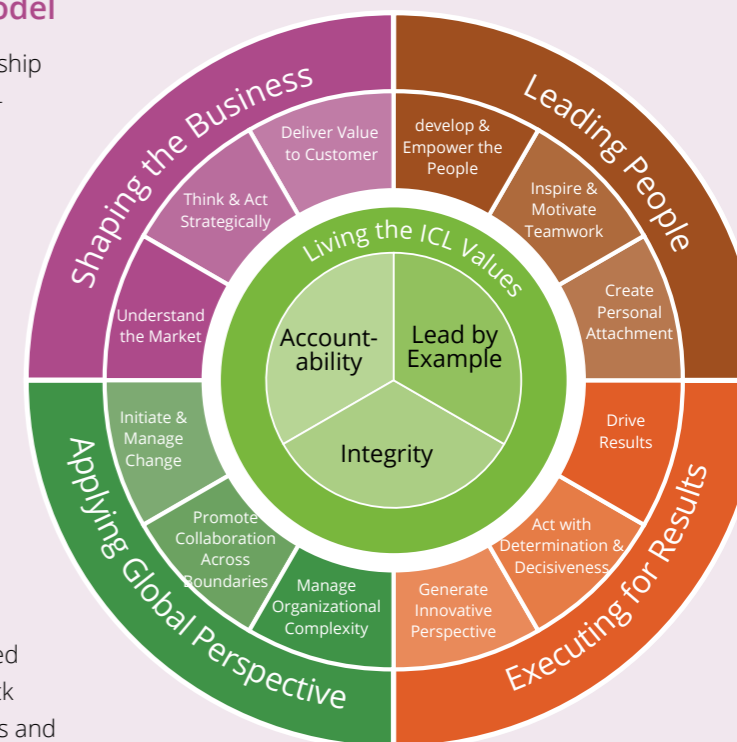 odel
ship
Shaping the Business
Deliver Value
to Customer
Think & Act
Strategically
Understand
the Market
Leading People
develop &
Empower the
People
Inspire &
Motivate
Teamwork
Create
Personal
Attachment
Living the ICL Values
Account-
ability
Lead by
Example
Integrity
Applying Global Perspective
Initiate &
Manage
Change
Promote
Collaboration
Across
Boundaries
Manage
Organizational
Complexity
Executing for Results
Drive
Results
Act with
Determination &
Decisiveness
Generate
Innovative
Perspective
ed
s and